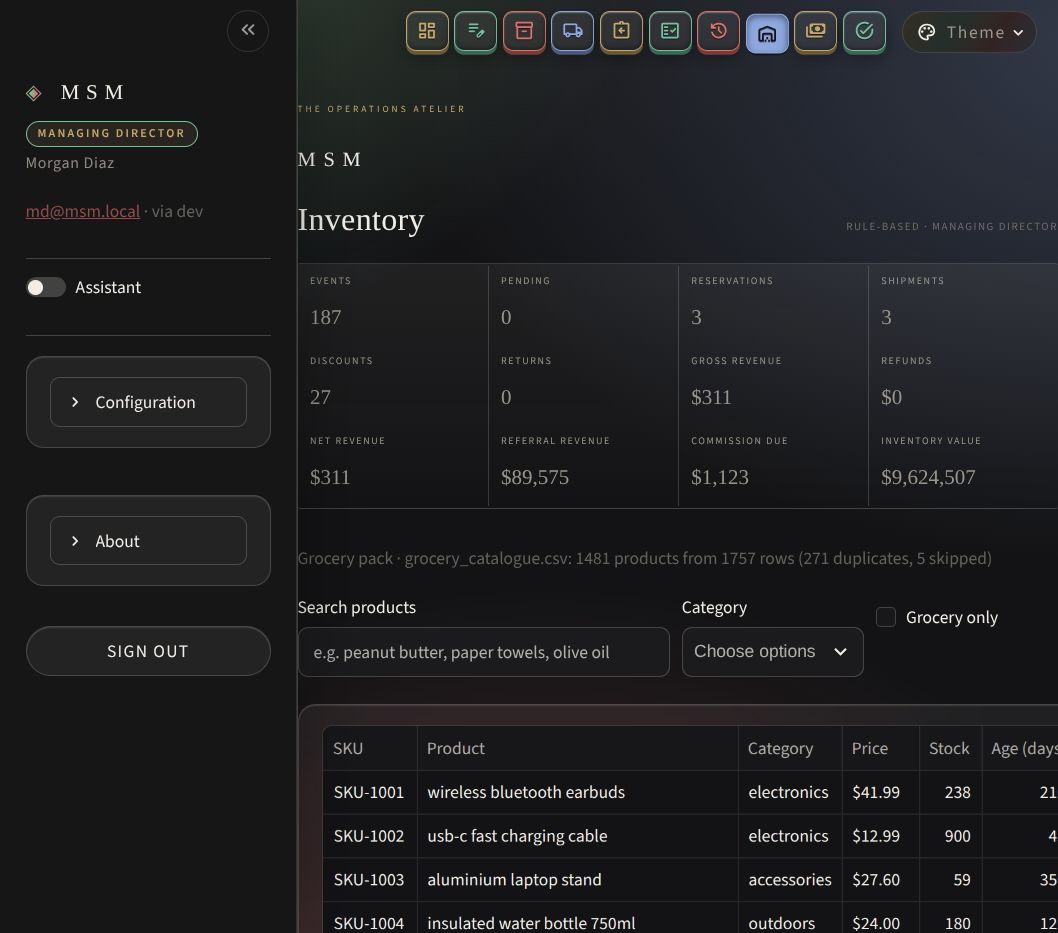 Theme
MSM
MANAGING DIRECTOR
Morgan Diaz
md@msm.local · via dev
Assistant
Configuration
About
SIGN OUT
THE OPERATIONS ATELIER
MSM
Inventory
RULE-BASED · MANAGING DIRECTOR
EVENTS PENDING RESERVATIONS SHIPMENTS
187 0 3 3
DISCOUNTS RETURNS GROSS REVENUE REFUNDS
27 0 $311 $0
NET REVENUE REFERRAL REVENUE COMMISSION DUE INVENTORY VALUE
$311 $89,575 $1,123 $9,624,507
Grocery pack · grocery_catalogue.csv: 1481 products from 1757 rows (271 duplicates, 5 skipped)
Search products Category Grocery only
e.g. peanut butter, paper towels, olive oil Choose options
SKU Product Category Price Stock Age (days
SKU-1001 wireless bluetooth earbuds electronics $41.99 238 21
SKU-1002 usb-c fast charging cable electronics $12.99 900 4
SKU-1003 aluminium laptop stand accessories $27.60 59 35
SKU-1004 insulated water bottle 750ml outdoors $24.00 180 12